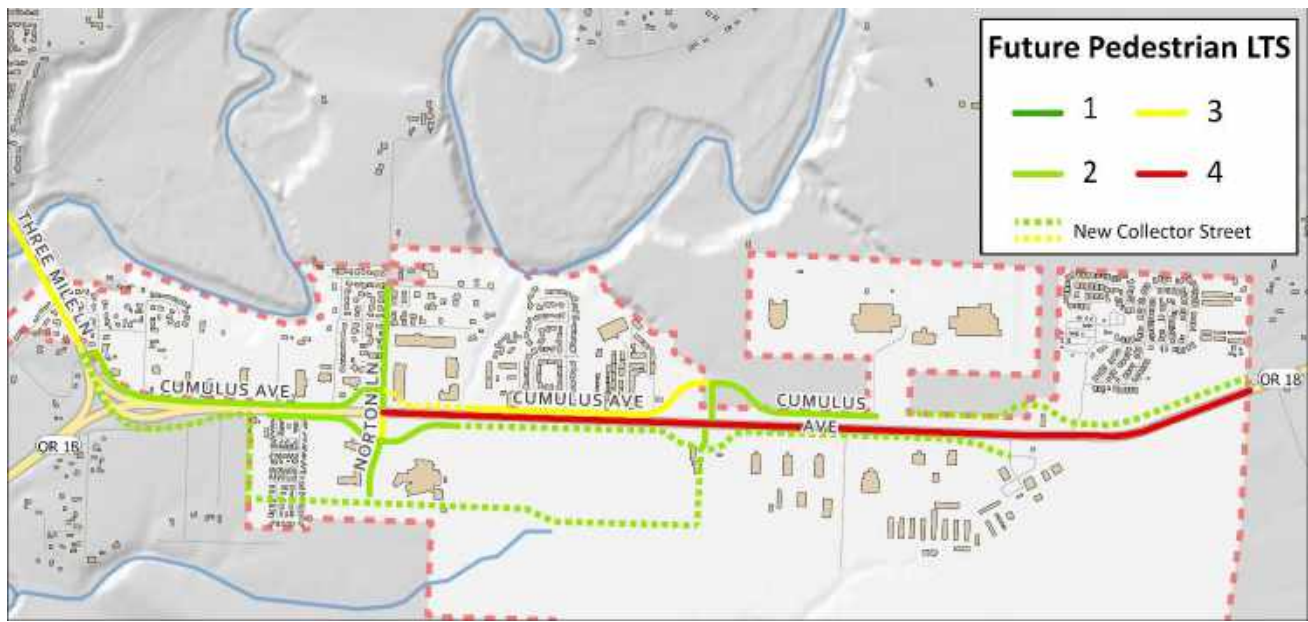 Future Pedestrian LTS
1
3
2
4
New Collector Street
THREE MILE LN
CUMULUS AVE
NORTON LN
CUMULUS AVE
CUMULUS
AVE
OR 18
OR 18